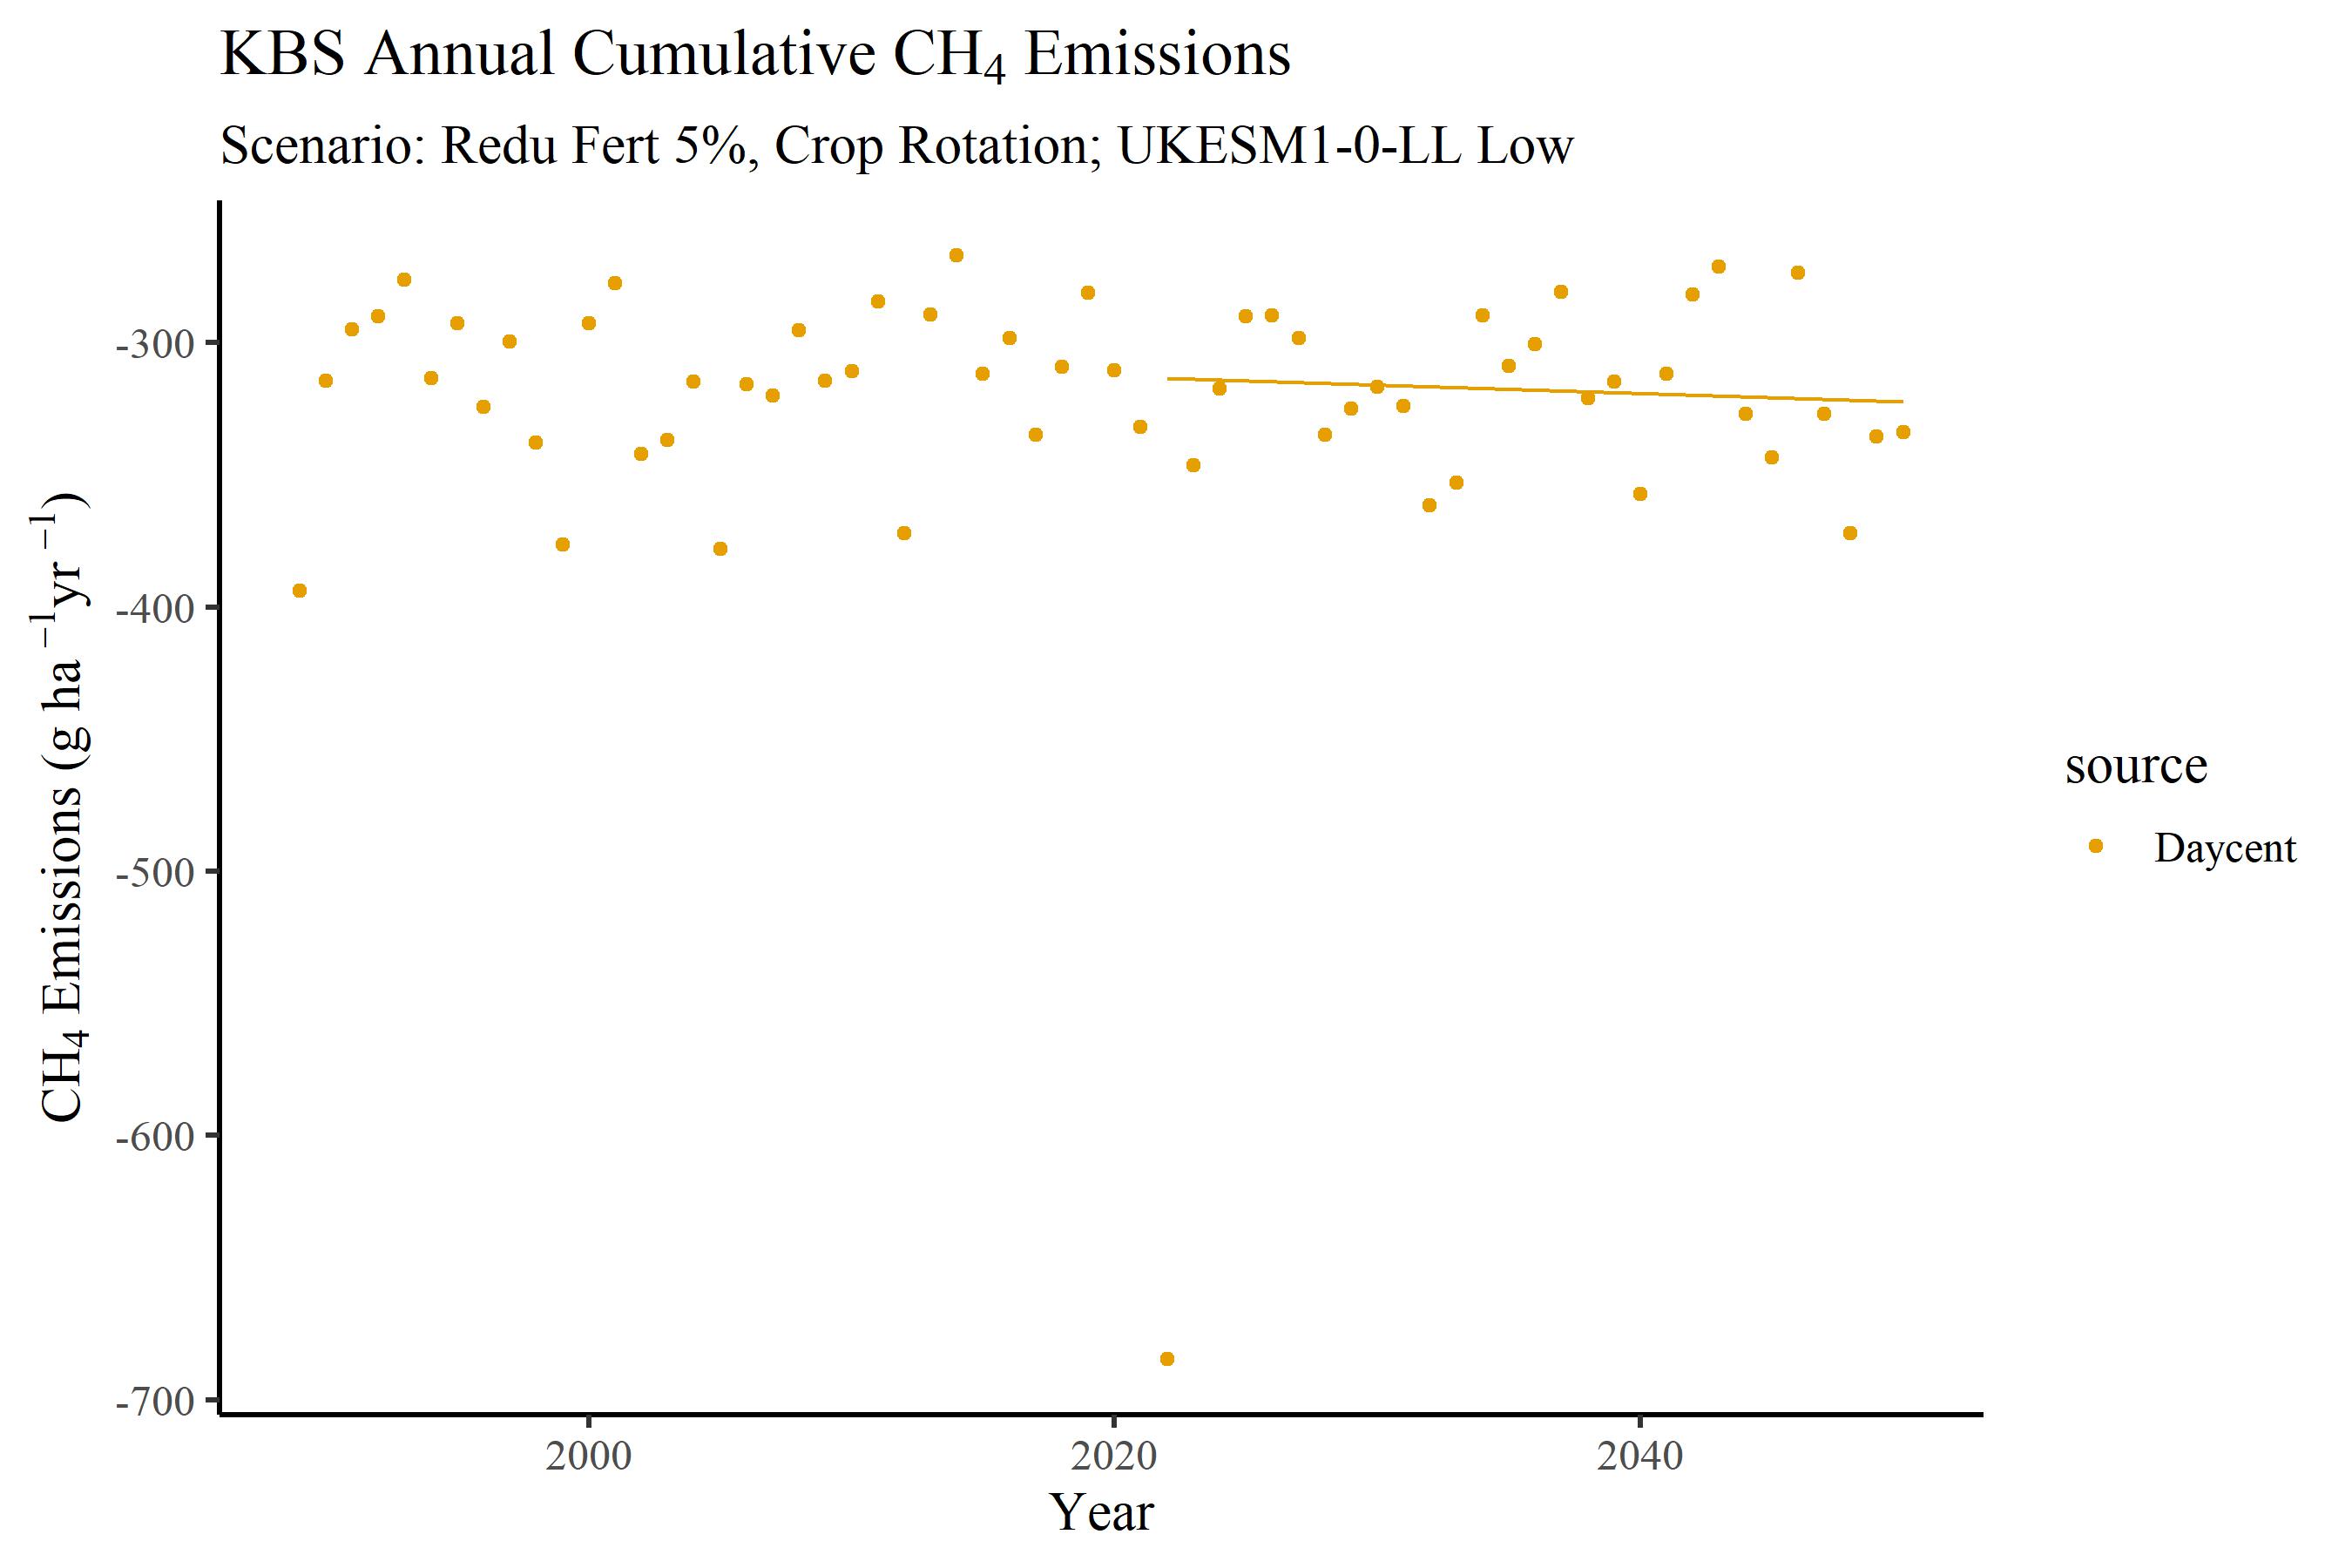 KBS Annual Cumulative CH₄ Emissions
Scenario: Redu Fert 5%, Crop Rotation; UKESM1-0-LL Low
CH₄ Emissions (g ha ⁻¹yr ⁻¹)
-300
-400
-500
-600
-700
2000 2020 2040
Year
source
Daycent